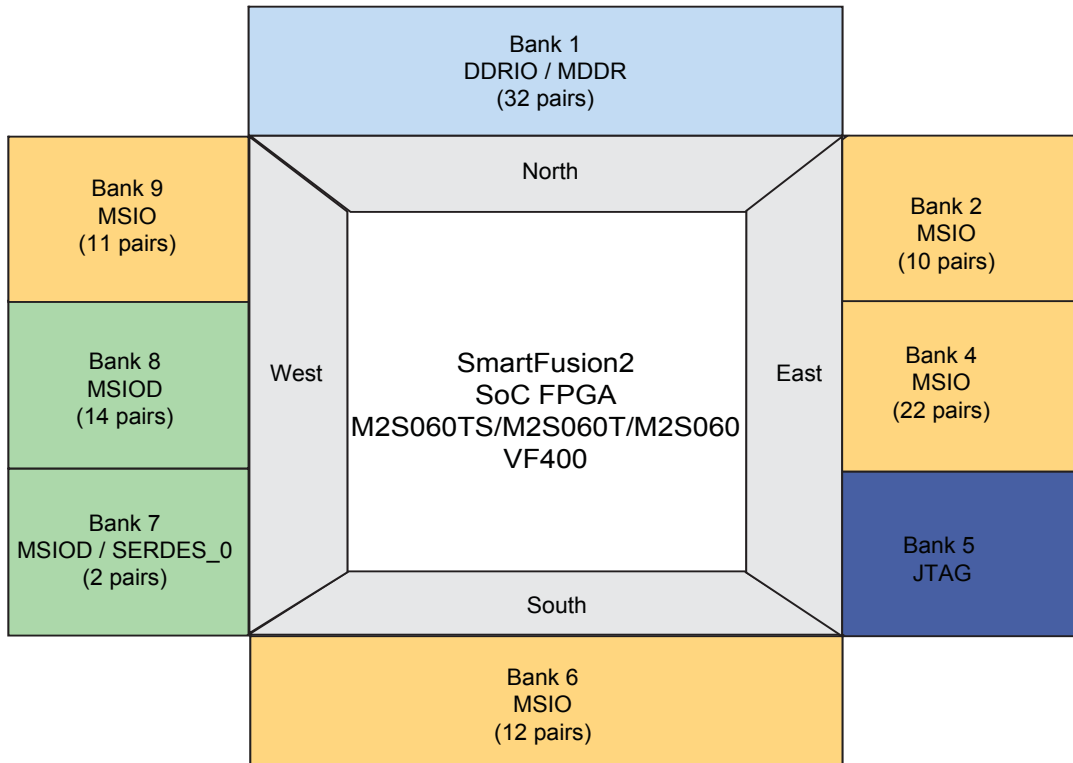 Bank 1
DDRIO / MDDR
(32 pairs)
North
Bank 9
MSIO
(11 pairs)
Bank 2
MSIO
(10 pairs)
Bank 8
MSIOD
(14 pairs)
West
SmartFusion2
SoC FPGA
M2S060TS/M2S060T/M2S060
VF400
East
Bank 4
MSIO
(22 pairs)
Bank 7
MSIOD / SERDES_0
(2 pairs)
Bank 5
JTAG
South
Bank 6
MSIO
(12 pairs)